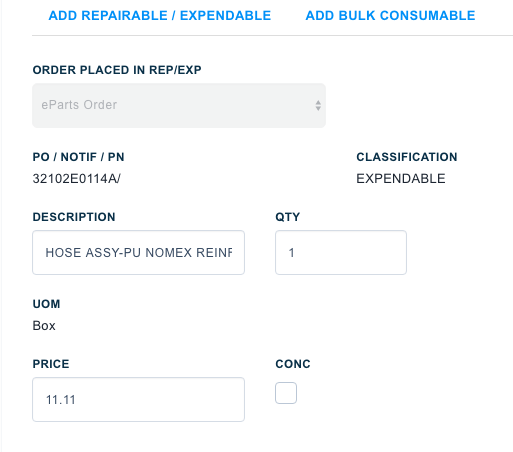 ADD REPAIRABLE / EXPENDABLE ADD BULK CONSUMABLE
ORDER PLACED IN REP/EXP
eParts Order
PO / NOTIF / PN CLASSIFICATION
32102E0114A/ EXPENDABLE
DESCRIPTION QTY
HOSE ASSY-PU NOMEX REINF 1
UOM
Box
PRICE CONC
11.11